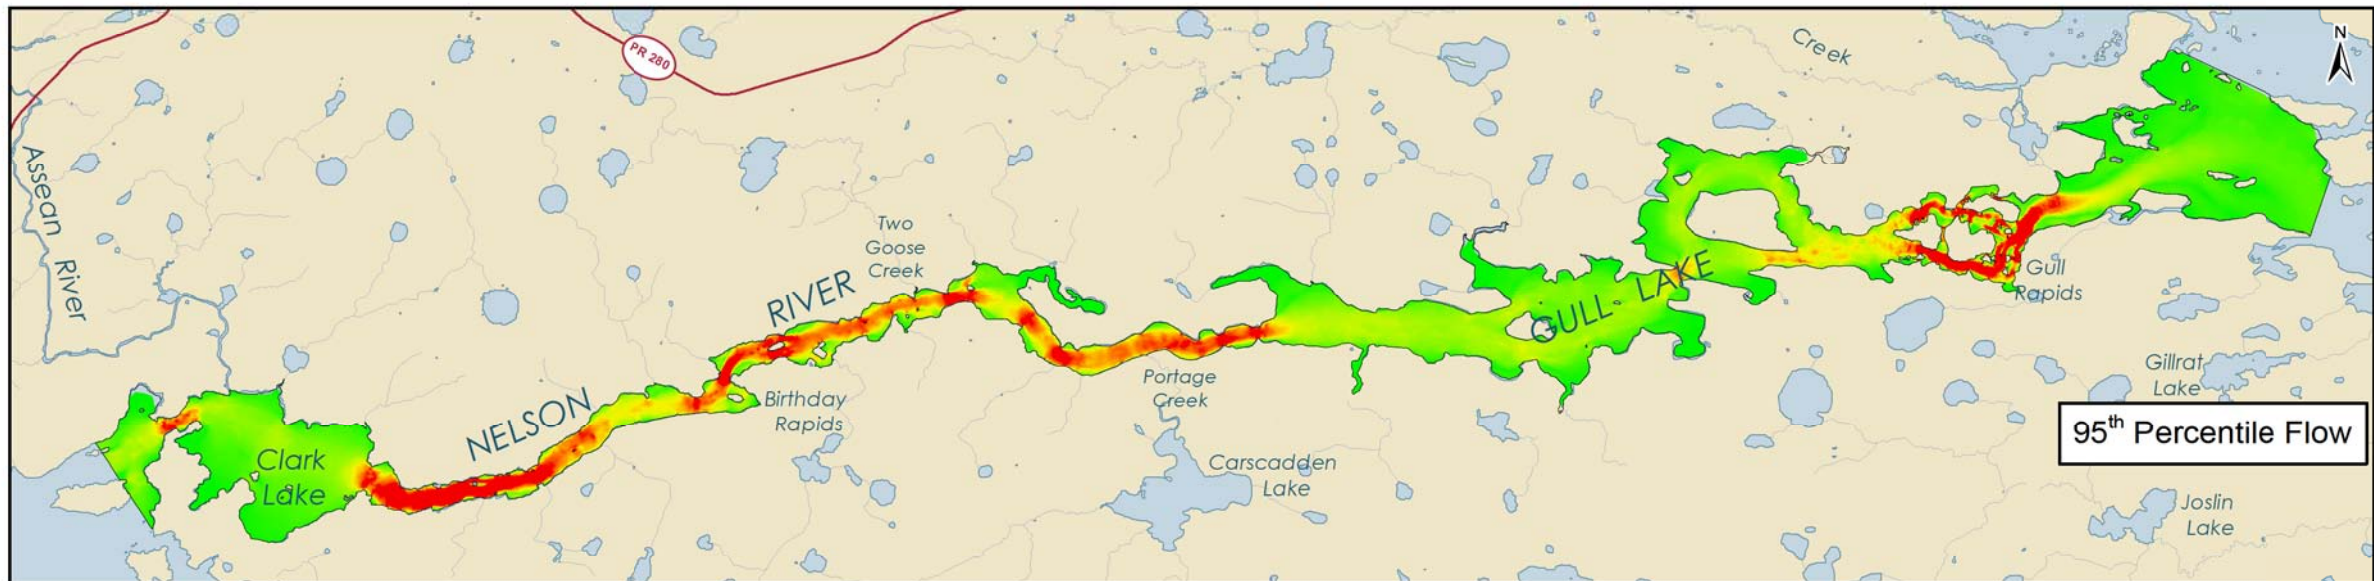 PR 280
Creek
N
Assean
River
Two
Goose
Creek
RIVER
GULL LAKE
Gull
Rapids
Portage
Creek
Gillrat
Lake
NELSON
Birthday
Rapids
95th Percentile Flow
Clark
Lake
Carscadden
Lake
Joslin
Lake